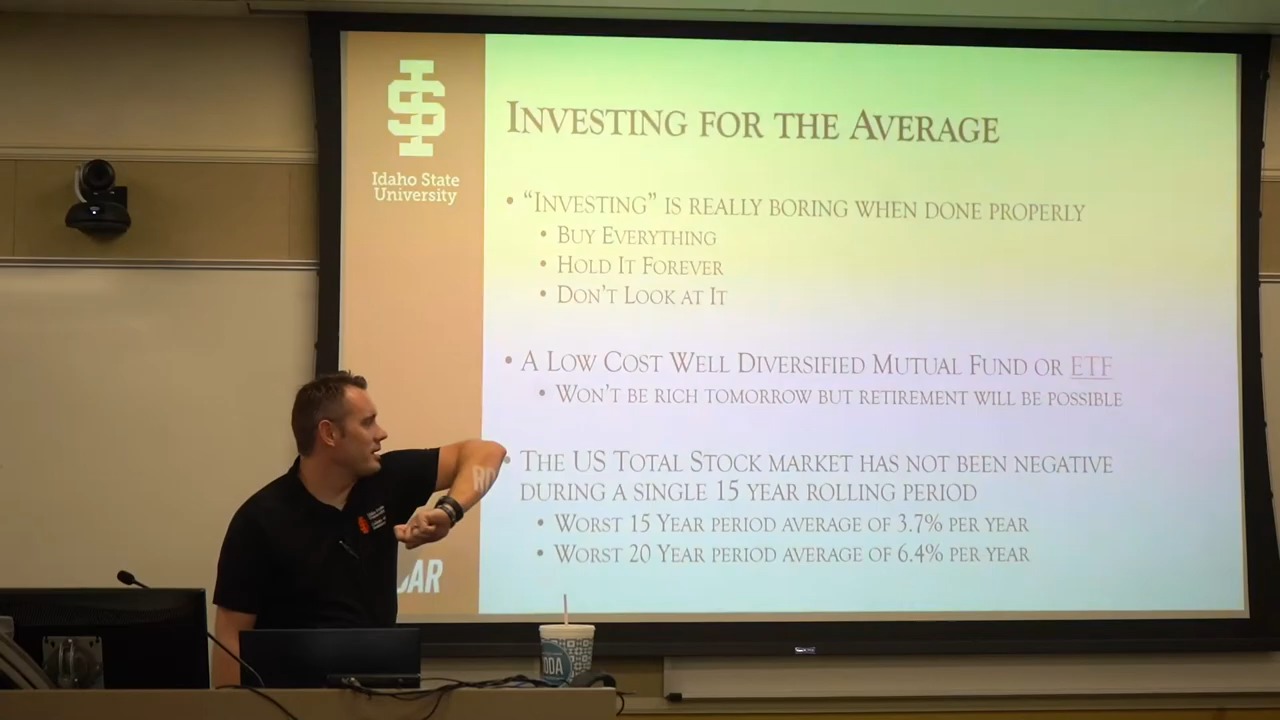 Idaho State
University
INVESTING FOR THE AVERAGE
• "INVESTING" IS REALLY BORING WHEN DONE PROPERLY
• BUY EVERYTHING
• HOLD IT FOREVER
• DON'T LOOK AT IT
• A LOW COST WELL DIVERSIFIED MUTUAL FUND OR ETF
• WON'T BE RICH TOMORROW BUT RETIREMENT WILL BE POSSIBLE
• THE US TOTAL STOCK MARKET HAS NOT BEEN NEGATIVE
DURING A SINGLE 15 YEAR ROLLING PERIOD
• WORST 15 YEAR PERIOD AVERAGE OF 3.7% PER YEAR
• WORST 20 YEAR PERIOD AVERAGE OF 6.4% PER YEAR